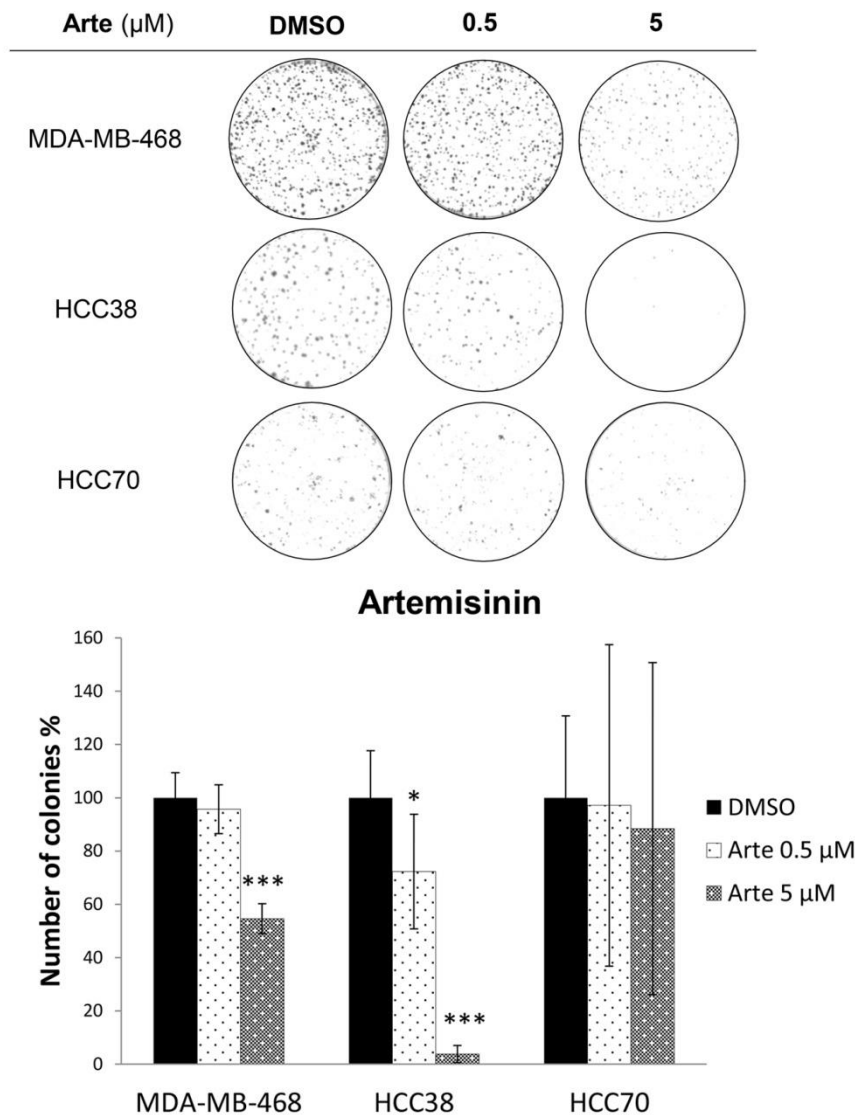 Arte (µM) DMSO 0.5 5
MDA-MB-468
HCC38
HCC70
Artemisinin
Number of colonies %
160
140
120
100
80
60
40
20
0
***
*
***
DMSO
Arte 0.5 µM
Arte 5 µM
MDA-MB-468 HCC38 HCC70